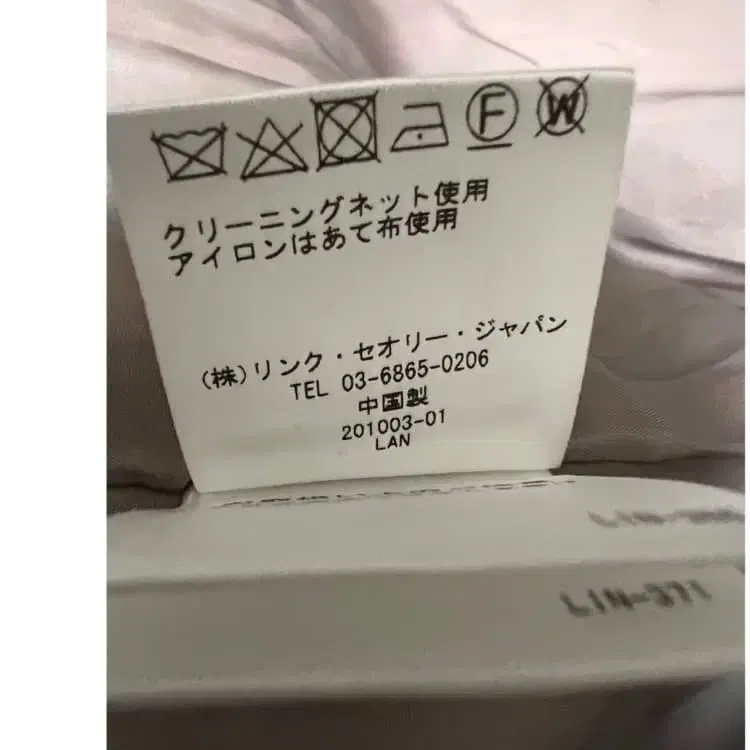 F W
クリーニングネット使用
アイロンはあて布使用
(株)リンク・セオリー・ジャパン
TEL 03-6865-0206
中国製
201003-01
LAN
LIN-371